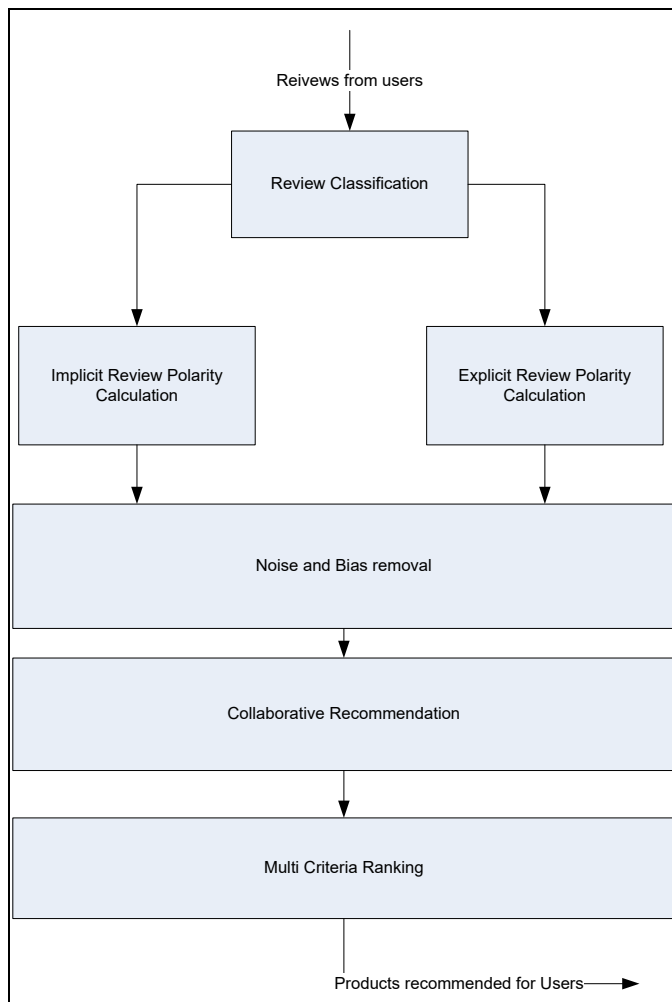 Reivews from users
Review Classification
Implicit Review Polarity
Calculation
Explicit Review Polarity
Calculation
Noise and Bias removal
Collaborative Recommendation
Multi Criteria Ranking
Products recommended for Users